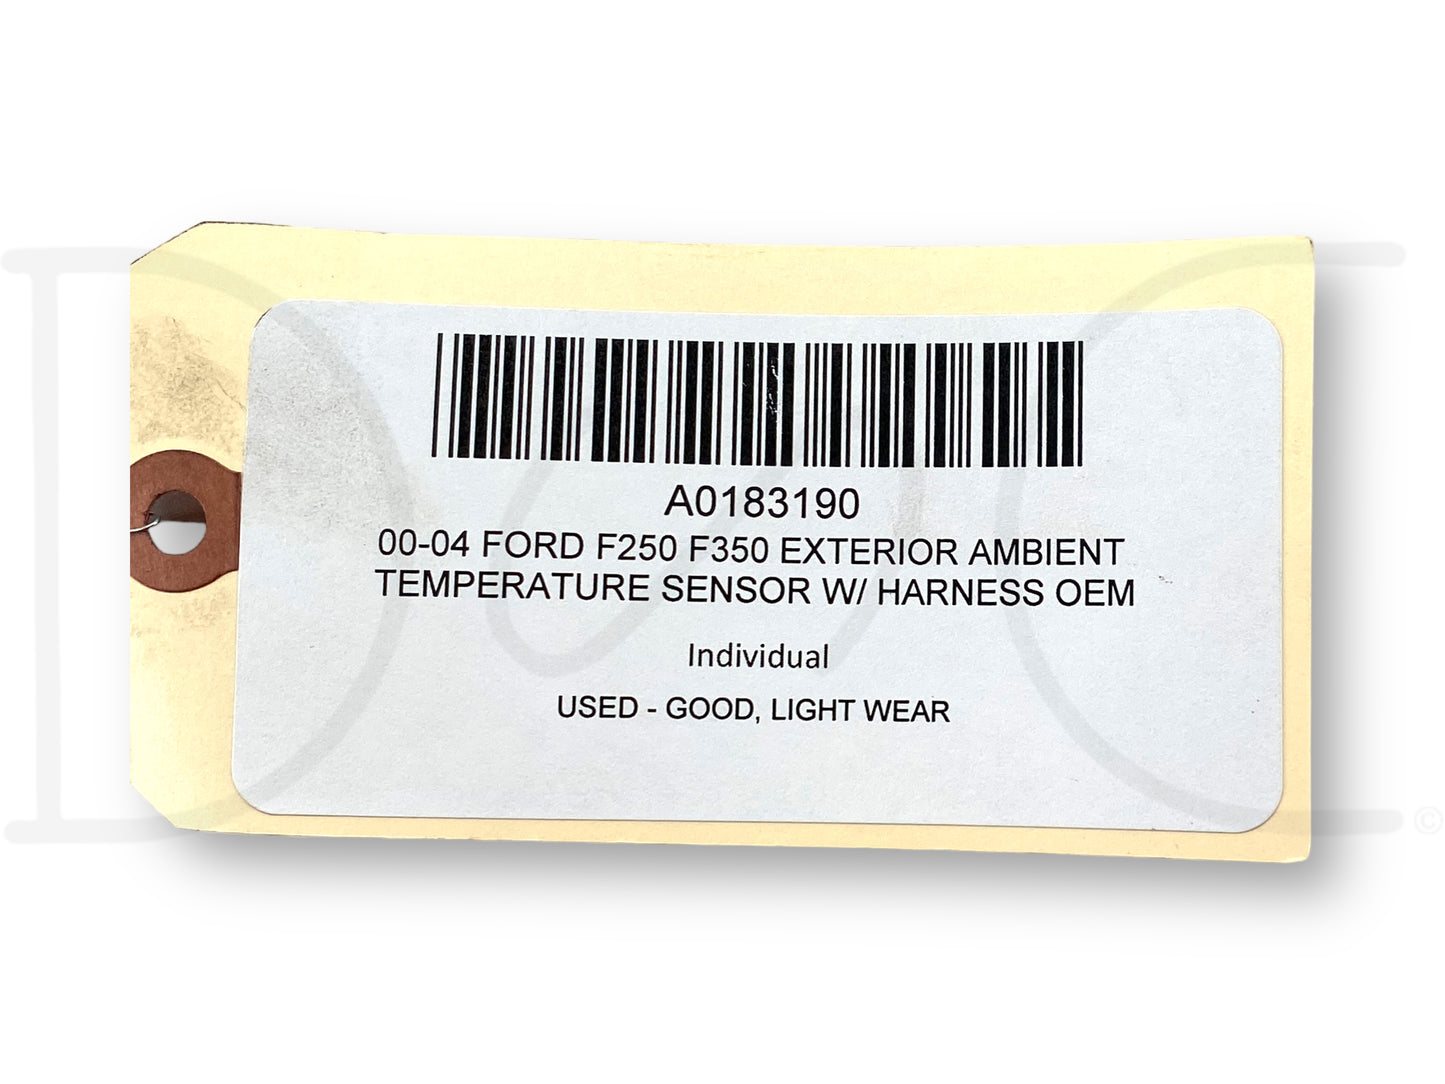 A0183190
00-04 FORD F250 F350 EXTERIOR AMBIENT
TEMPERATURE SENSOR W/ HARNESS OEM
Individual
USED - GOOD, LIGHT WEAR
©